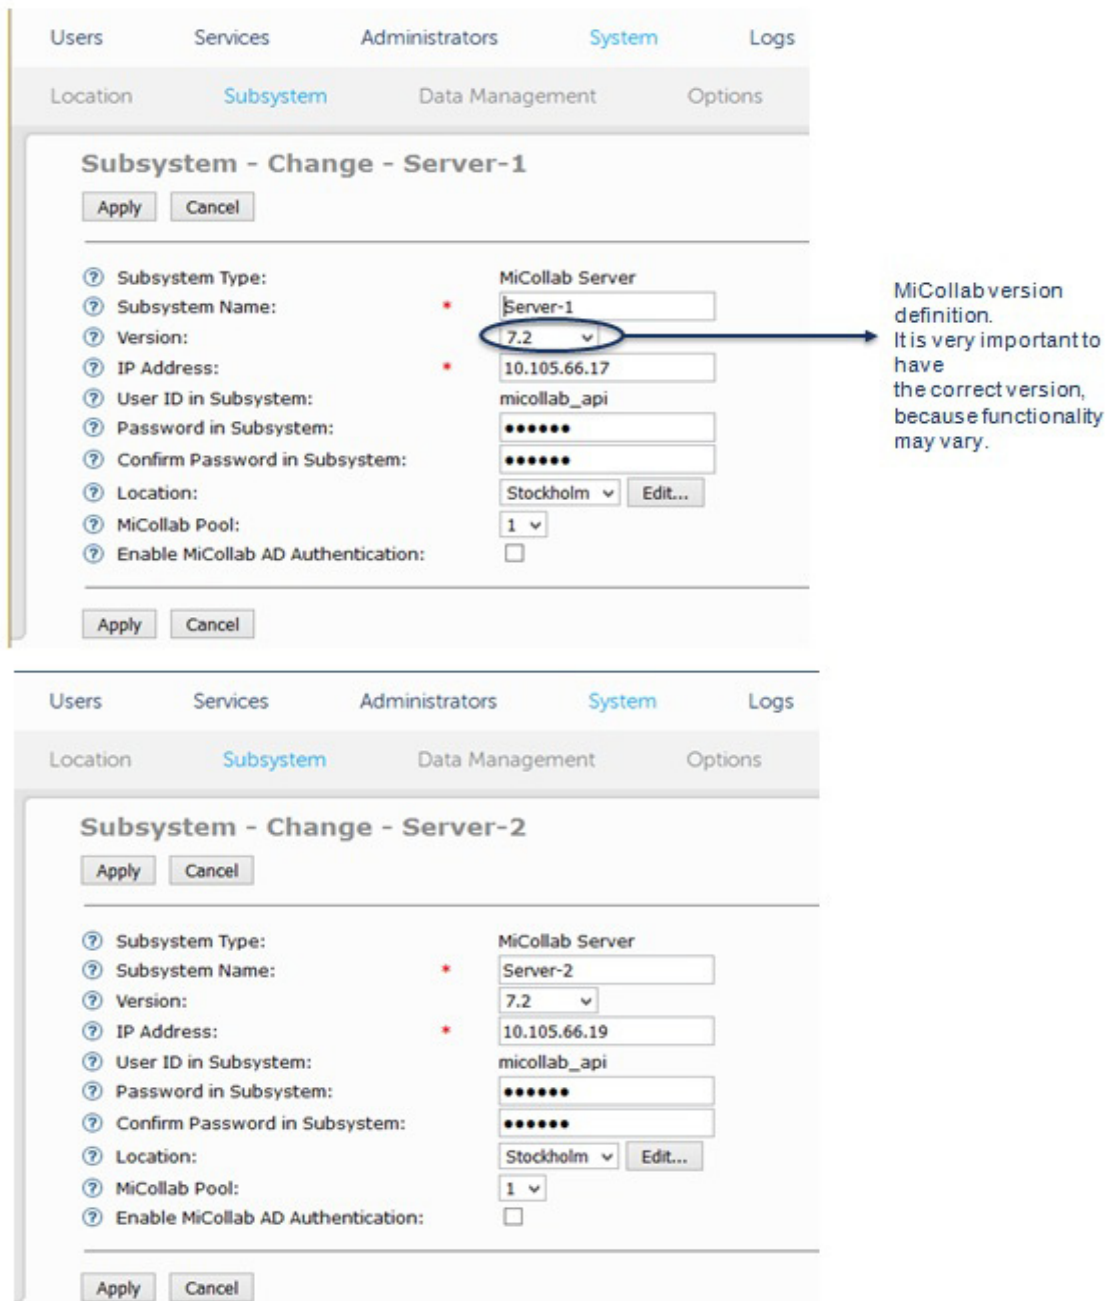 Users Services Administrators System Logs
Location Subsystem Data Management Options
Subsystem - Change - Server-1
Apply Cancel
? Subsystem Type: MiCollab Server
? Subsystem Name: * Server-1
? Version: 7.2
? IP Address: * 10.105.66.17
? User ID in Subsystem: micollab_api
? Password in Subsystem: ●●●●●●
? Confirm Password in Subsystem: ●●●●●●
? Location: Stockholm Edit...
? MiCollab Pool: 1
? Enable MiCollab AD Authentication:
Apply Cancel
MiCollab version
definition.
It is very important to
have
the correct version,
because functionality
may vary.
Users Services Administrators System Logs
Location Subsystem Data Management Options
Subsystem - Change - Server-2
Apply Cancel
? Subsystem Type: MiCollab Server
? Subsystem Name: * Server-2
? Version: 7.2
? IP Address: * 10.105.66.19
? User ID in Subsystem: micollab_api
? Password in Subsystem: ●●●●●●
? Confirm Password in Subsystem: ●●●●●●
? Location: Stockholm Edit...
? MiCollab Pool: 1
? Enable MiCollab AD Authentication:
Apply Cancel